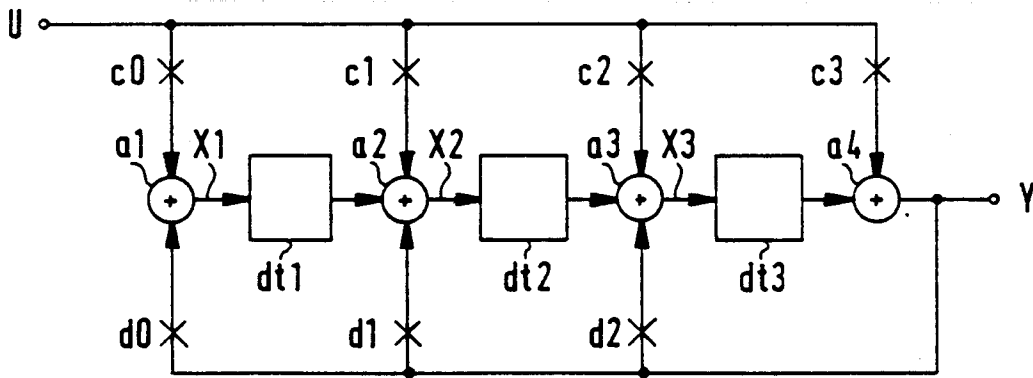 U
c0 c1 c2 c3
a1 X1 a2 X2 a3 X3 a4
+ + + +
Y
dt1 dt2 dt3
d0 d1 d2